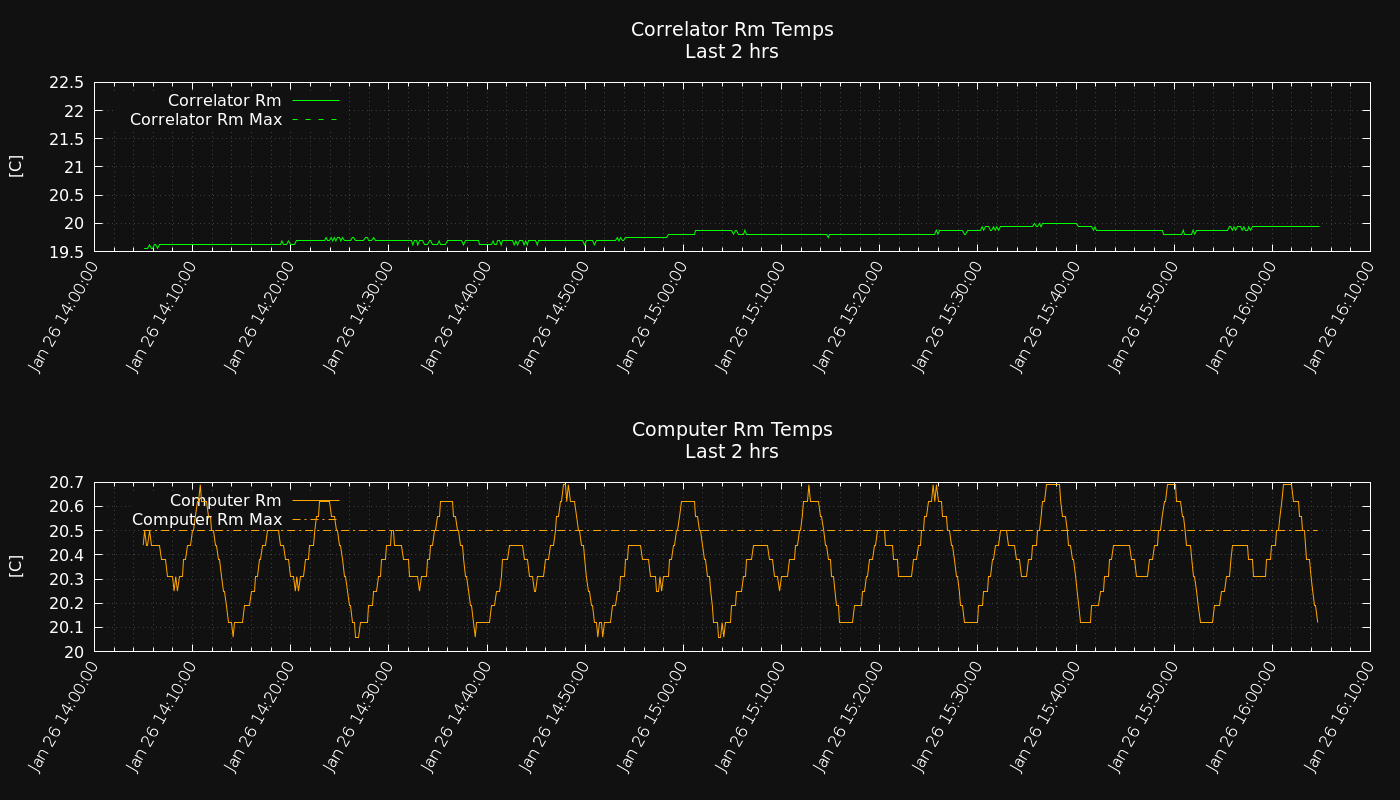 Correlator Rm Temps
Last 2 hrs
22.5
22
21.5
21
20.5
20
19.5
[C]
Correlator Rm
Correlator Rm Max
Jan 26 14:00:00
Jan 26 14:10:00
Jan 26 14:20:00
Jan 26 14:30:00
Jan 26 14:40:00
Jan 26 14:50:00
Jan 26 15:00:00
Jan 26 15:10:00
Jan 26 15:20:00
Jan 26 15:30:00
Jan 26 15:40:00
Jan 26 15:50:00
Jan 26 16:00:00
Jan 26 16:10:00
Computer Rm Temps
Last 2 hrs
20.7
20.6
20.5
20.4
20.3
20.2
20.1
20
[C]
Computer Rm
Computer Rm Max
Jan 26 14:00:00
Jan 26 14:10:00
Jan 26 14:20:00
Jan 26 14:30:00
Jan 26 14:40:00
Jan 26 14:50:00
Jan 26 15:00:00
Jan 26 15:10:00
Jan 26 15:20:00
Jan 26 15:30:00
Jan 26 15:40:00
Jan 26 15:50:00
Jan 26 16:00:00
Jan 26 16:10:00